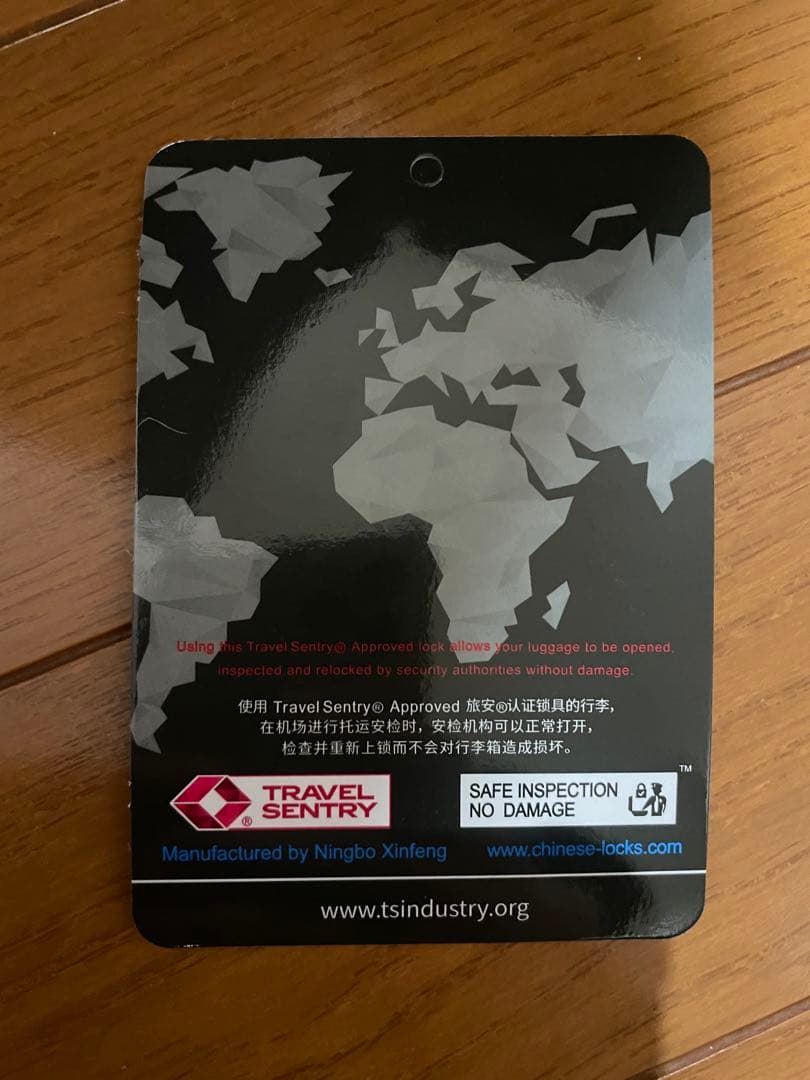 Using this Travel Sentry® Approved lock allows your luggage to be opened,
inspected and relocked by security authorities without damage.
使用 Travel Sentry® Approved 旅安®认证锁具的行李,
在机场进行托运安检时, 安检机构可以正常打开,
检查并重新上锁而不会对行李箱造成损坏。
TRAVEL
SENTRY®
SAFE INSPECTION
NO DAMAGE
TM
Manufactured by Ningbo Xinfeng
www.chinese-locks.com
www.tsindustry.org